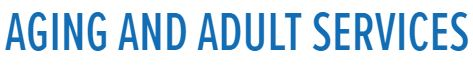 AGING AND ADULT SERVICES